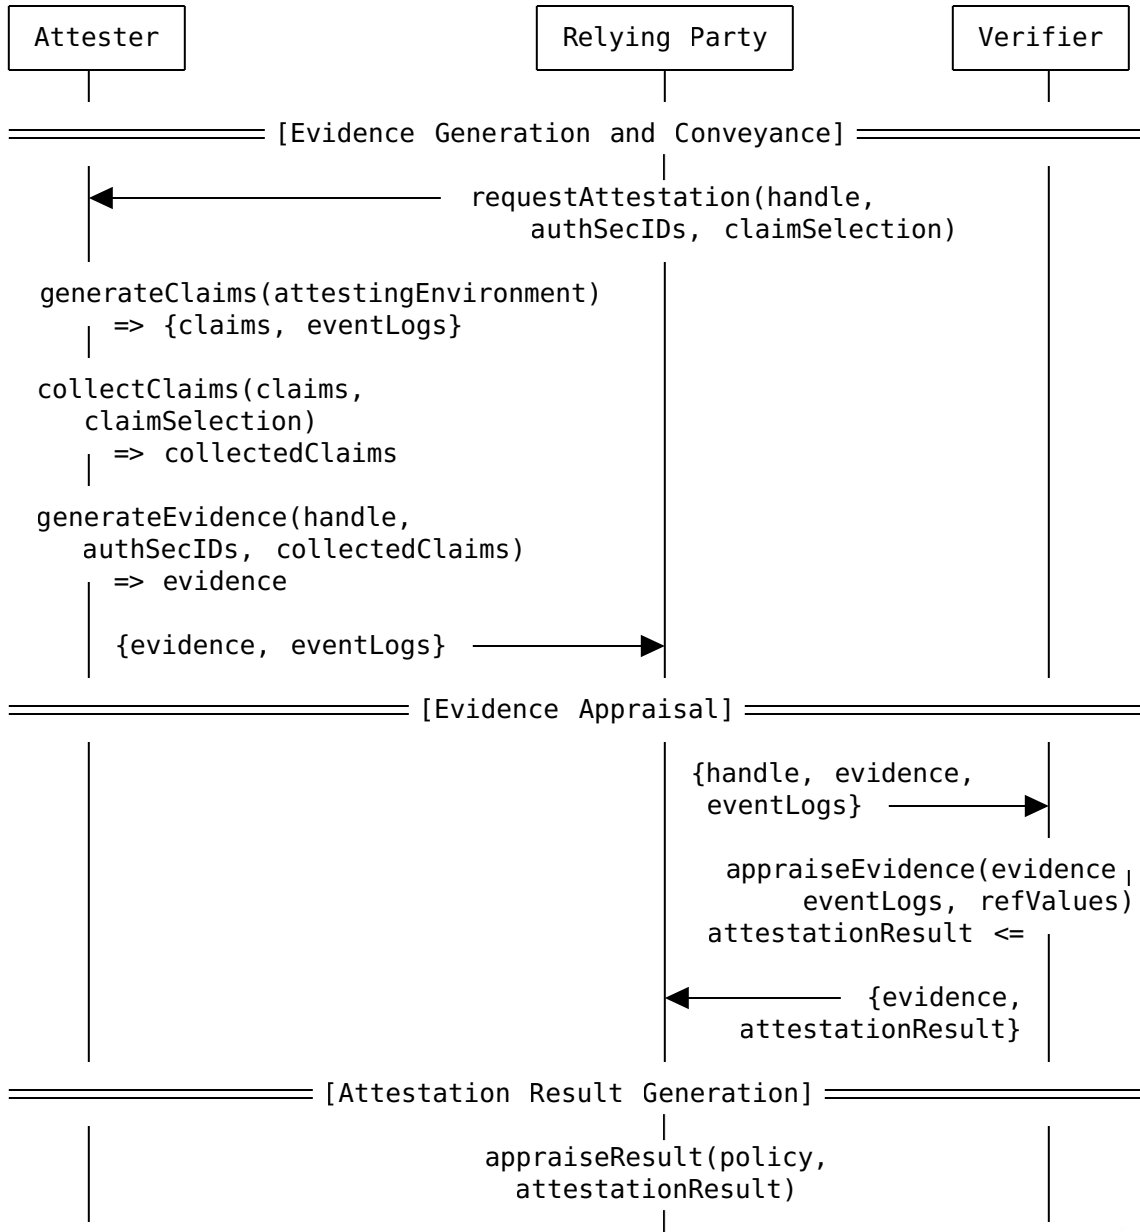 Attester
Relying Party
Verifier
[Evidence Generation and Conveyance]
requestAttestation(handle,
authSecIDs, claimSelection)
generateClaims(attestingEnvironment)
=> {claims, eventLogs}
collectClaims(claims,
claimSelection)
=> collectedClaims
generateEvidence(handle,
authSecIDs, collectedClaims)
=> evidence
{evidence, eventLogs}
[Evidence Appraisal]
{handle, evidence,
eventLogs}
appraiseEvidence(evidence
eventLogs, refValues)
attestationResult <=
{evidence,
attestationResult}
[Attestation Result Generation]
appraiseResult(policy,
attestationResult)